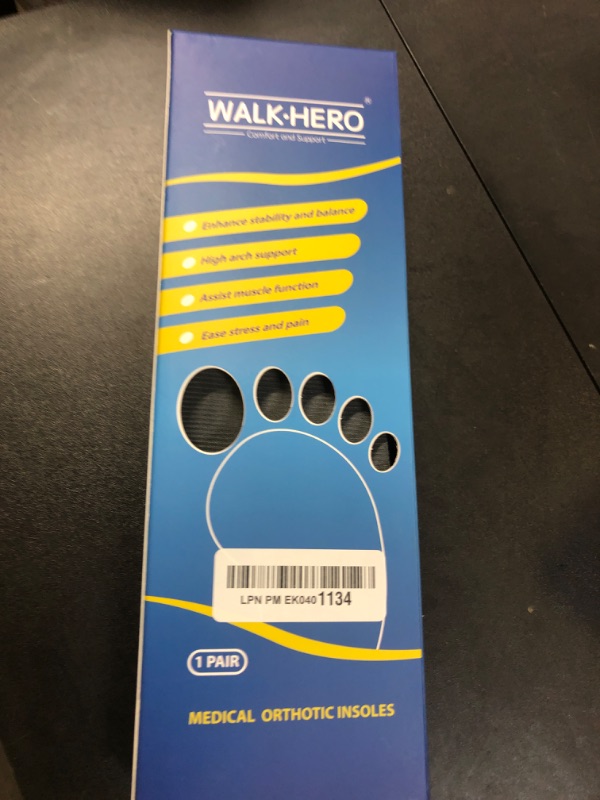 WALK·HERO®
Comfort and Support
Enhance stability and balance
High arch support
Assist muscle function
Ease stress and pain
LPN PM EK0401134
1 PAIR
MEDICAL ORTHOTIC INSOLES